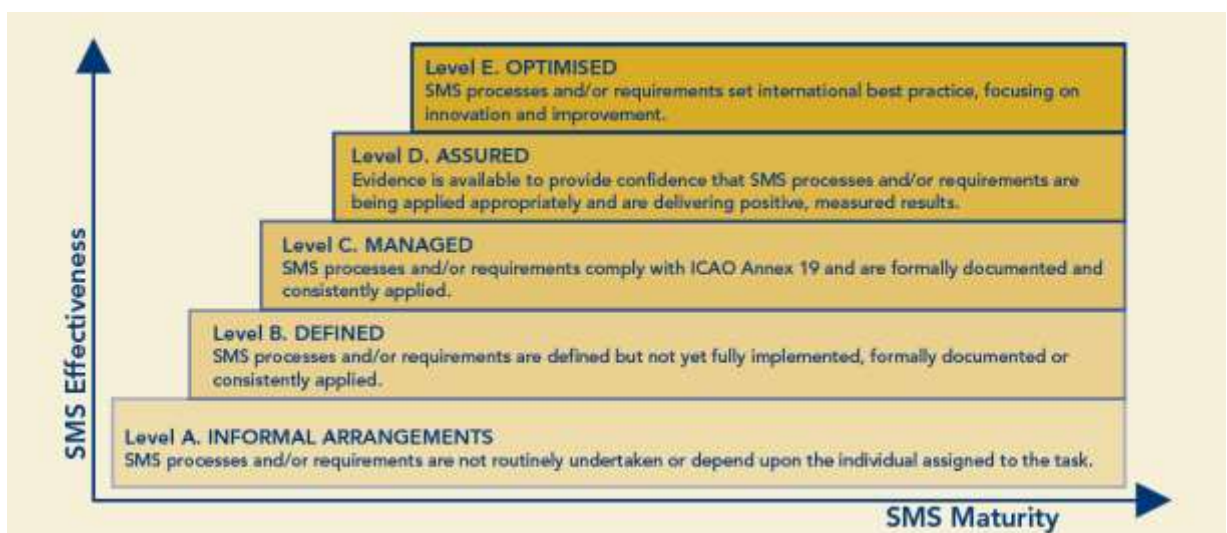 SMS Effectiveness
Level E. OPTIMISED
SMS processes and/or requirements set international best practice, focusing on
innovation and improvement.
Level D. ASSURED
Evidence is available to provide confidence that SMS processes and/or requirements are
being applied appropriately and are delivering positive, measured results.
Level C. MANAGED
SMS processes and/or requirements comply with ICAO Annex 19 and are formally documented and
consistently applied.
Level B. DEFINED
SMS processes and/or requirements are defined but not yet fully implemented, formally documented or
consistently applied.
Level A. INFORMAL ARRANGEMENTS
SMS processes and/or requirements are not routinely undertaken or depend upon the individual assigned to the task.
SMS Maturity